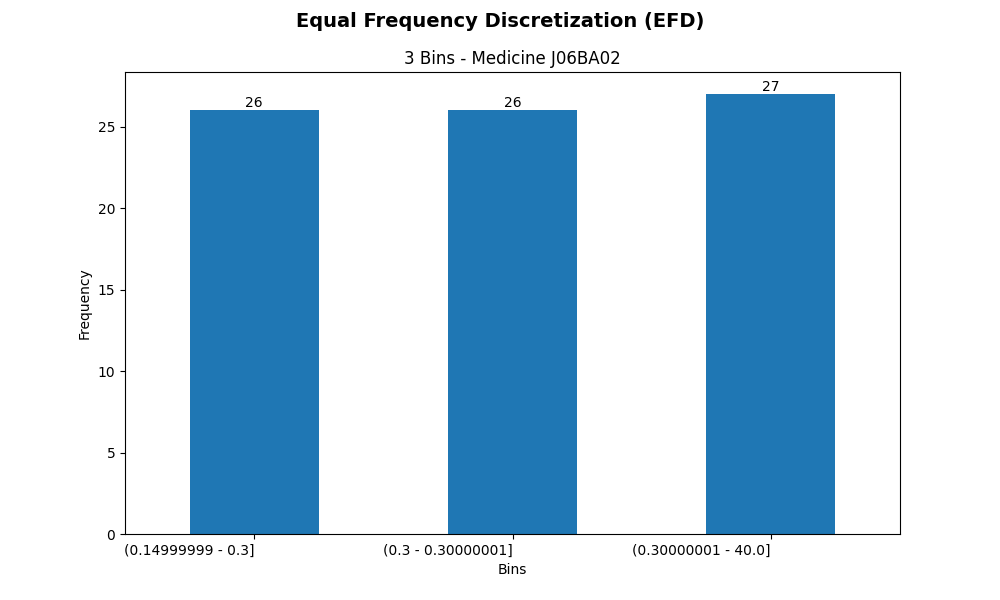 Equal Frequency Discretization (EFD)
3 Bins - Medicine J06BA02
26
26
27
25
20
15
10
5
0
Frequency
(0.14999999 - 0.3]
(0.3 - 0.30000001]
(0.30000001 - 40.0]
Bins